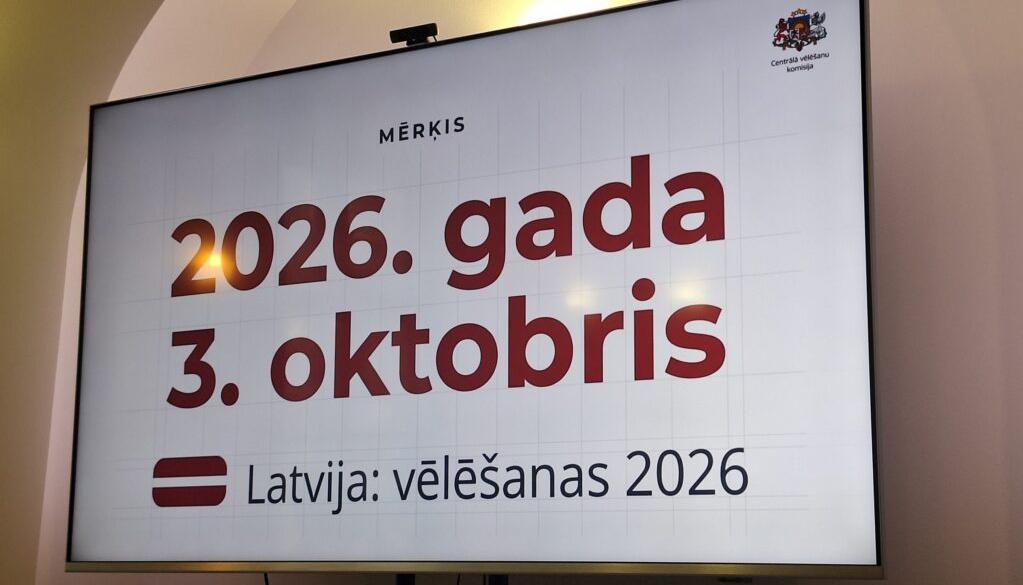 Centrālā vēlēšanu
komisija
MĒRĶIS
2026. gada
3. oktobris
Latvija: vēlēšanas 2026